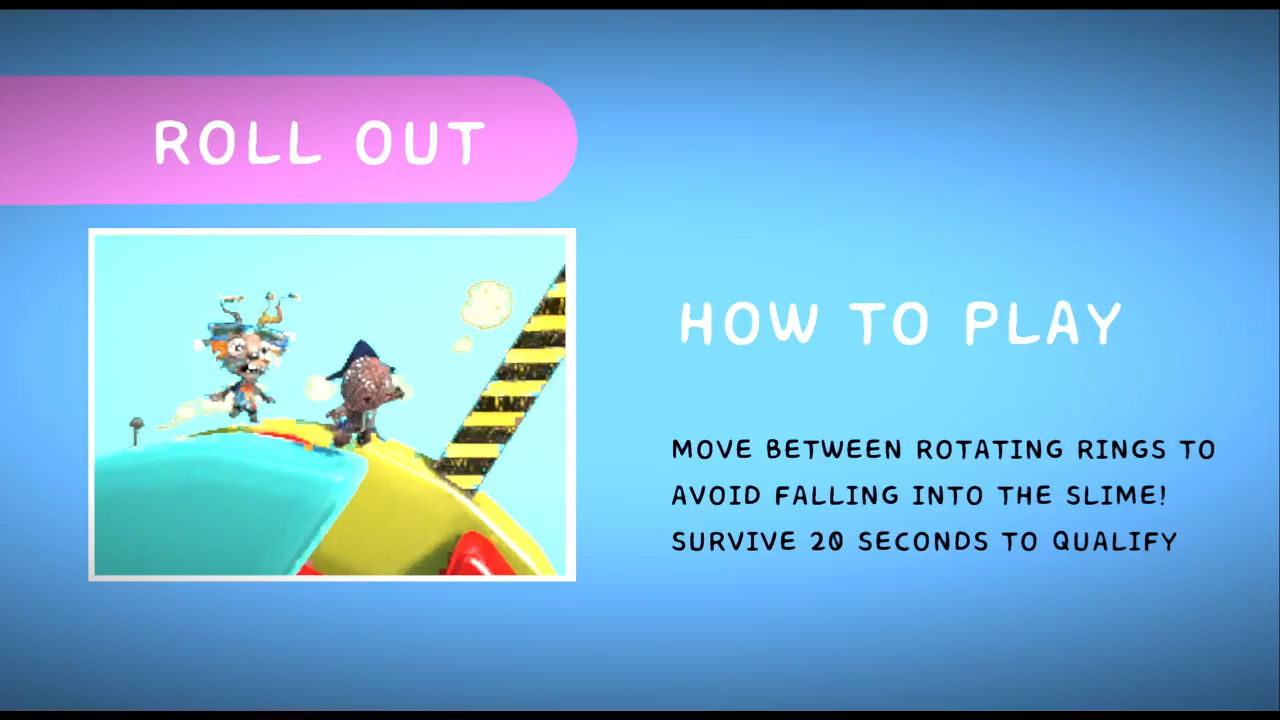 ROLL OUT
HOW TO PLAY
MOVE BETWEEN ROTATING RINGS TO
AVOID FALLING INTO THE SLIME!
SURVIVE 20 SECONDS TO QUALIFY